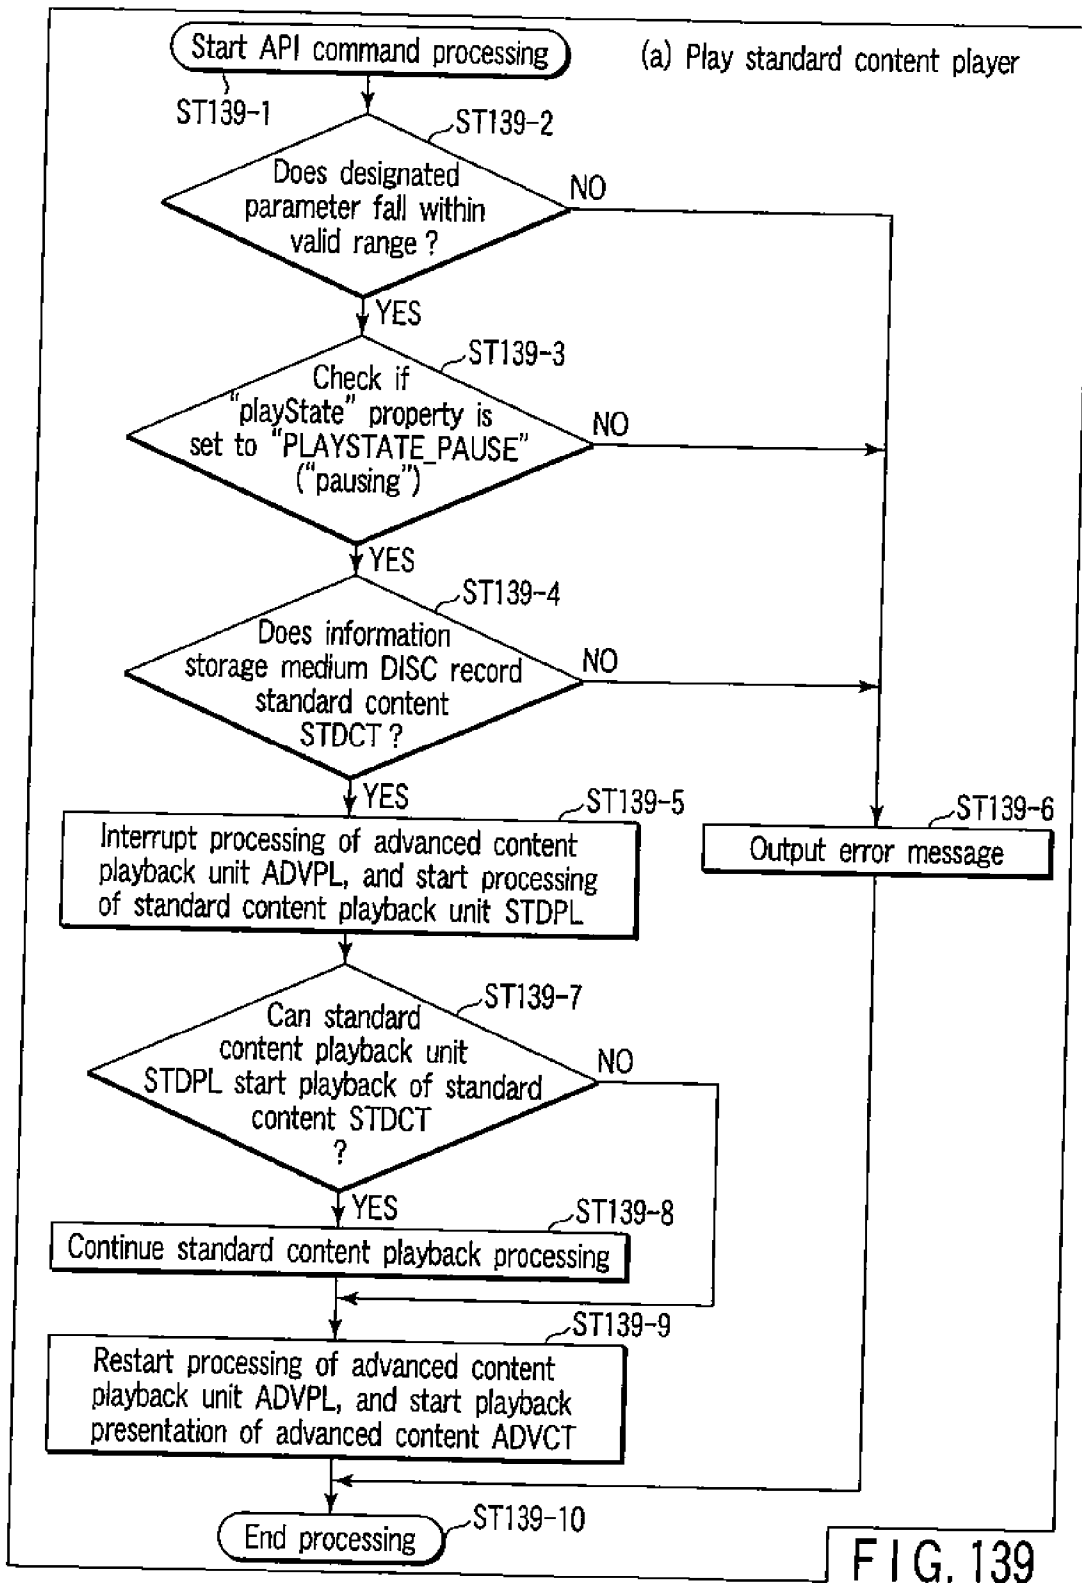 Start API command processing
(a) Play standard content player
ST139-1
ST139-2
Does designated
parameter fall within
valid range ?
NO
YES
ST139-3
Check if
“playState” property is
set to “PLAYSTATE_PAUSE”
(“pausing”)
NO
YES
ST139-4
Does information
storage medium DISC record
standard content
STDCT ?
NO
YES
ST139-5
Interrupt processing of advanced content
playback unit ADVPL, and start processing
of standard content playback unit STDPL
ST139-6
Output error message
ST139-7
Can standard
content playback unit
STDPL start playback of standard
content STDCT
?
NO
YES
ST139-8
Continue standard content playback processing
ST139-9
Restart processing of advanced content
playback unit ADVPL, and start playback
presentation of advanced content ADVCT
End processing
ST139-10
FIG. 139